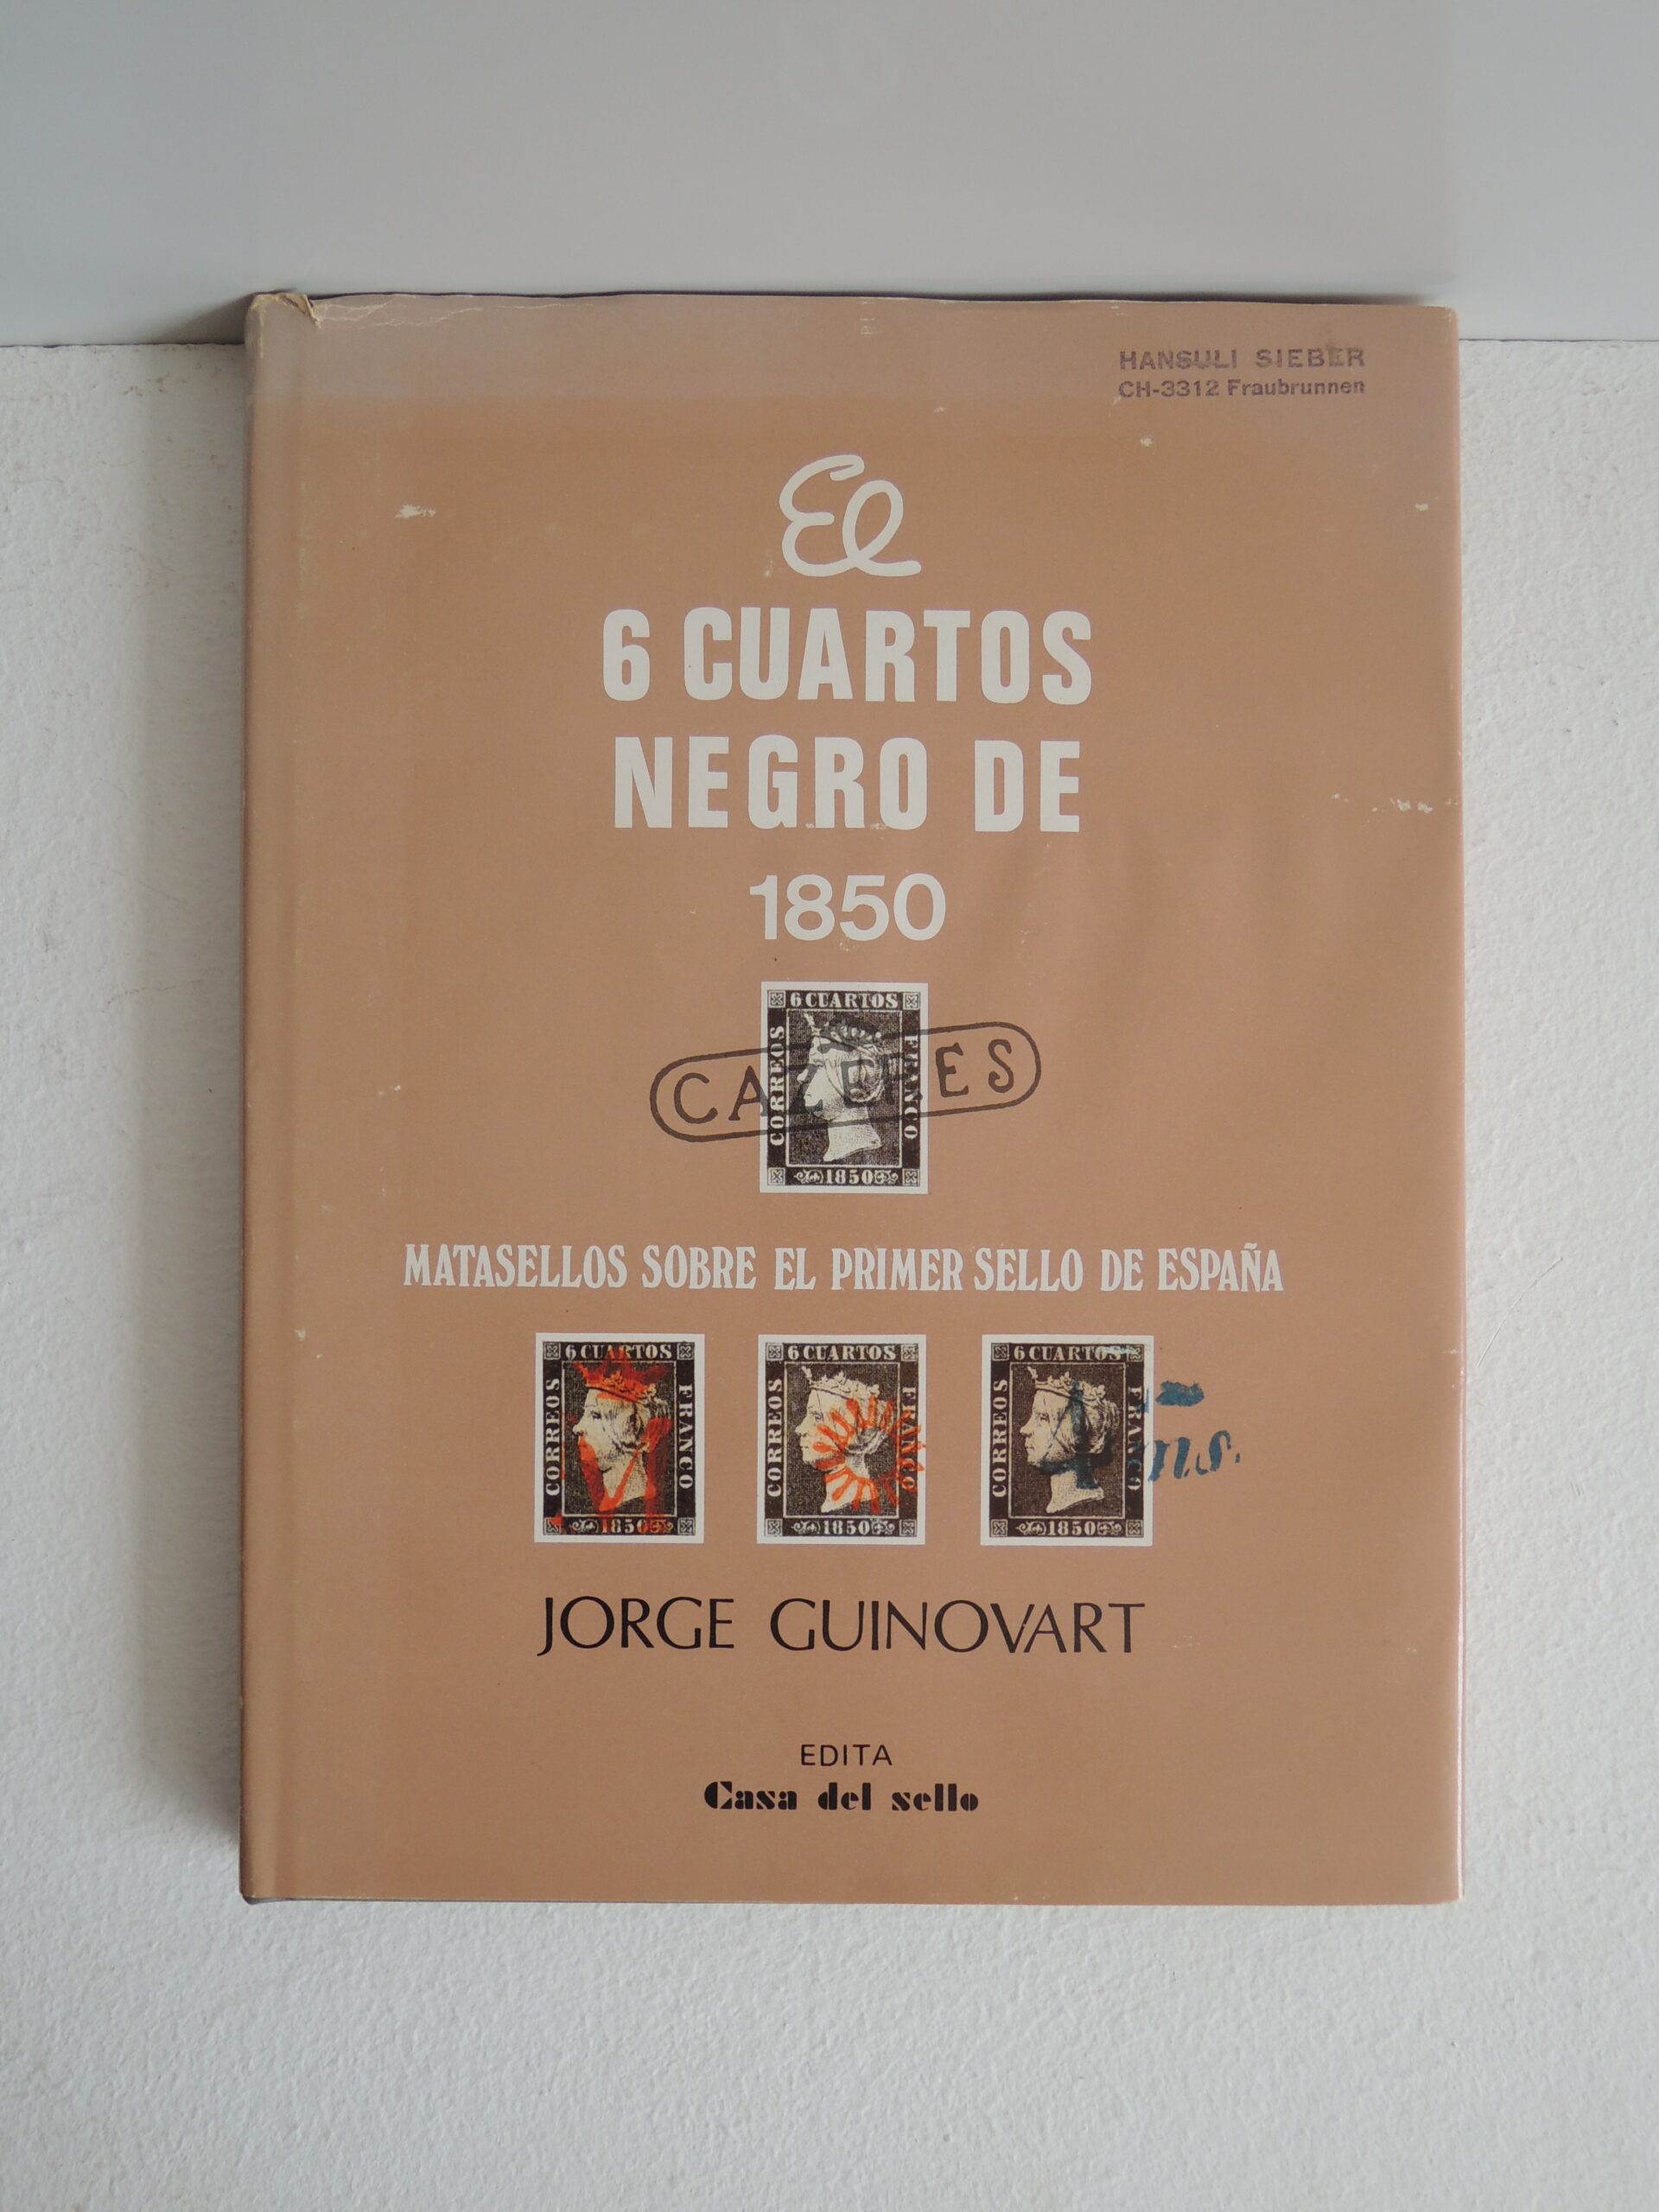 HANSULI SIEBER
CH-3312 Fraubrunnen
El
6 CUARTOS
NEGRO DE
1850
6 CUARTOS
CORREOS
FRANCO
CAZERES
1850
MATASELLOS SOBRE EL PRIMER SELLO DE ESPAÑA
6 CUARTOS
CORREOS
FRANCO
1850
6 CUARTOS
CORREOS
FRANCO
1850
6 CUARTOS
CORREOS
FRANCO
1850
JORGE GUINOVART
EDITA
Casa del sello